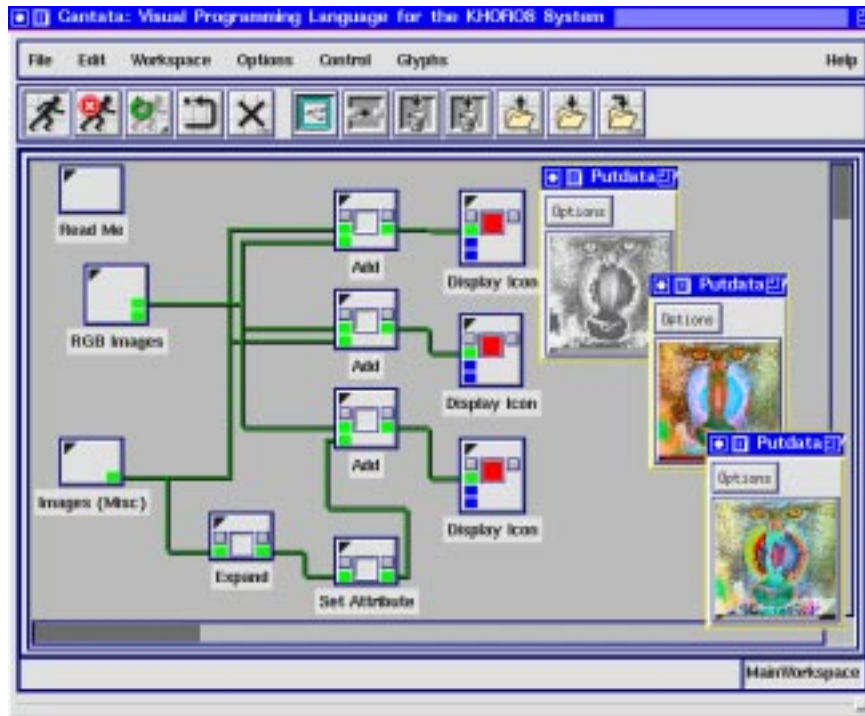 Cantata: Visual Programming Language for the KHOROS System
File Edit Workspace Options Control Glyphs Help
Read Me
RGB Images
Images (Misc)
Expand
Set Attribute
Add
Add
Add
Display Icon
Display Icon
Display Icon
Putdata
Options
Putdata
Options
Putdata
Options
MainWorkspace